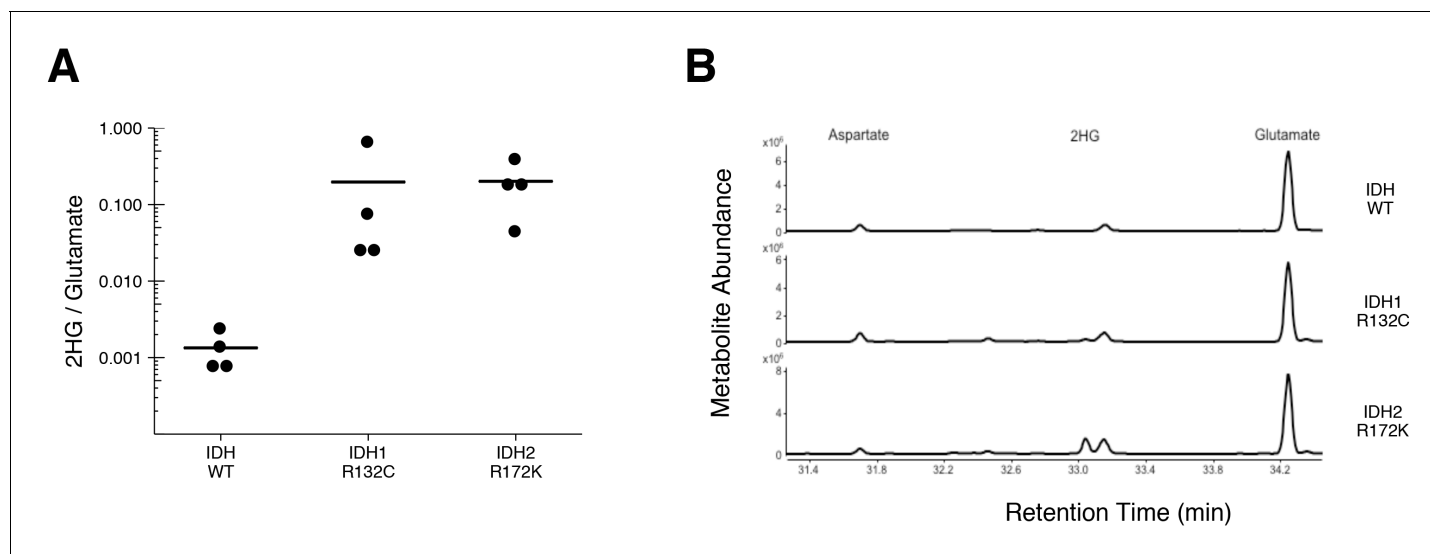 A
1.000
0.100
0.010
0.001
2HG / Glutamate
IDH
WT
IDH1
R132C
IDH2
R172K
B
Aspartate
2HG
Glutamate
x10⁶
6
4
2
0
IDH
WT
x10⁶
6
4
2
0
IDH1
R132C
x10⁶
8
4
0
IDH2
R172K
Metabolite Abundance
31.4 31.8 32.2 32.6 33.0 33.4 33.8 34.2
Retention Time (min)